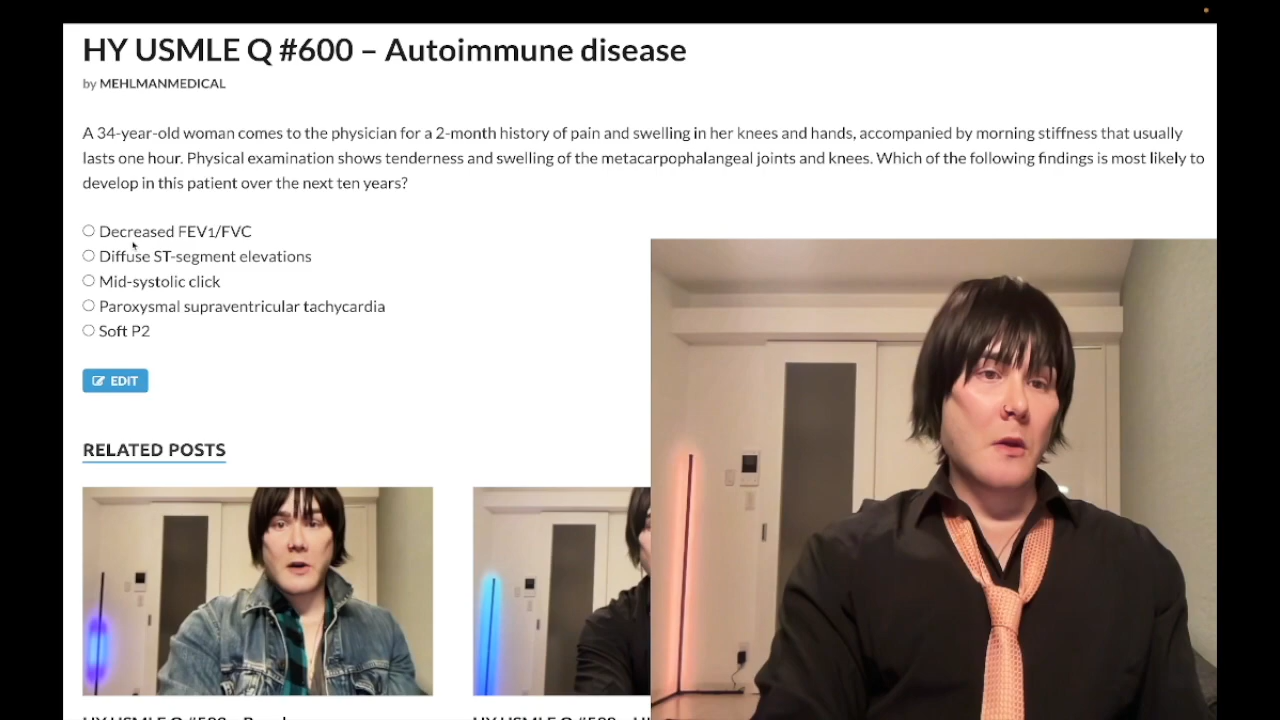 HY USMLE Q #600 – Autoimmune disease
by MEHLMANMEDICAL
A 34-year-old woman comes to the physician for a 2-month history of pain and swelling in her knees and hands, accompanied by morning stiffness that usually
lasts one hour. Physical examination shows tenderness and swelling of the metacarpophalangeal joints and knees. Which of the following findings is most likely to
develop in this patient over the next ten years?
Decreased FEV1/FVC
Diffuse ST-segment elevations
Mid-systolic click
Paroxysmal supraventricular tachycardia
Soft P2
EDIT
RELATED POSTS